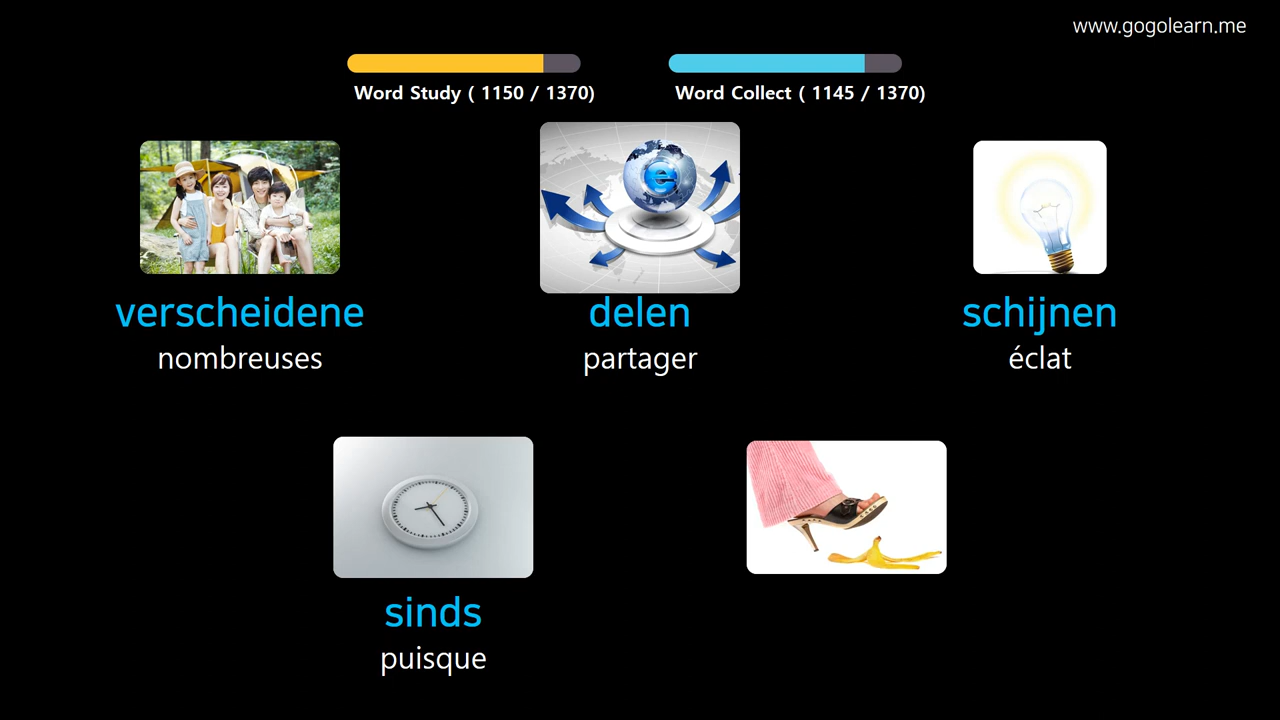 www.gogolearn.me
Word Study ( 1150 / 1370)
Word Collect ( 1145 / 1370)
verscheidene
nombreuses
delen
partager
schijnen
éclat
sinds
puisque